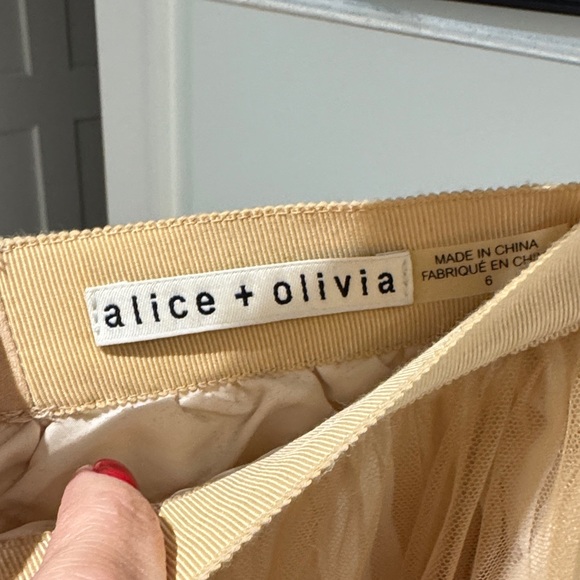 alice + olivia
MADE IN CHINA
FABRIQUÉ EN
6